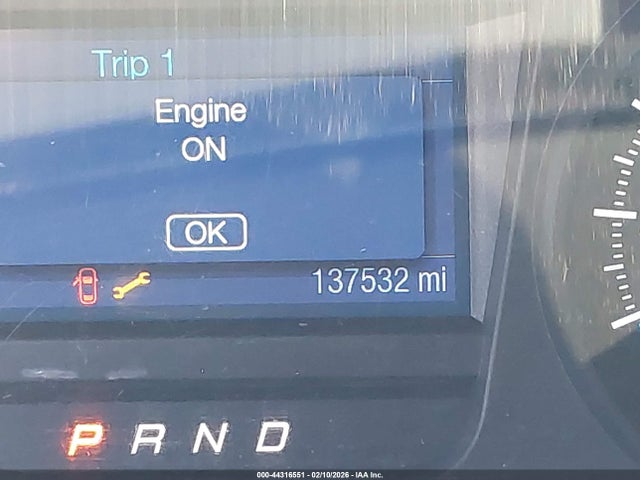 Trip 1
Engine
ON
OK
137532 mi
P R N D
000-44316551 - 02/10/2026 - IAA Inc.